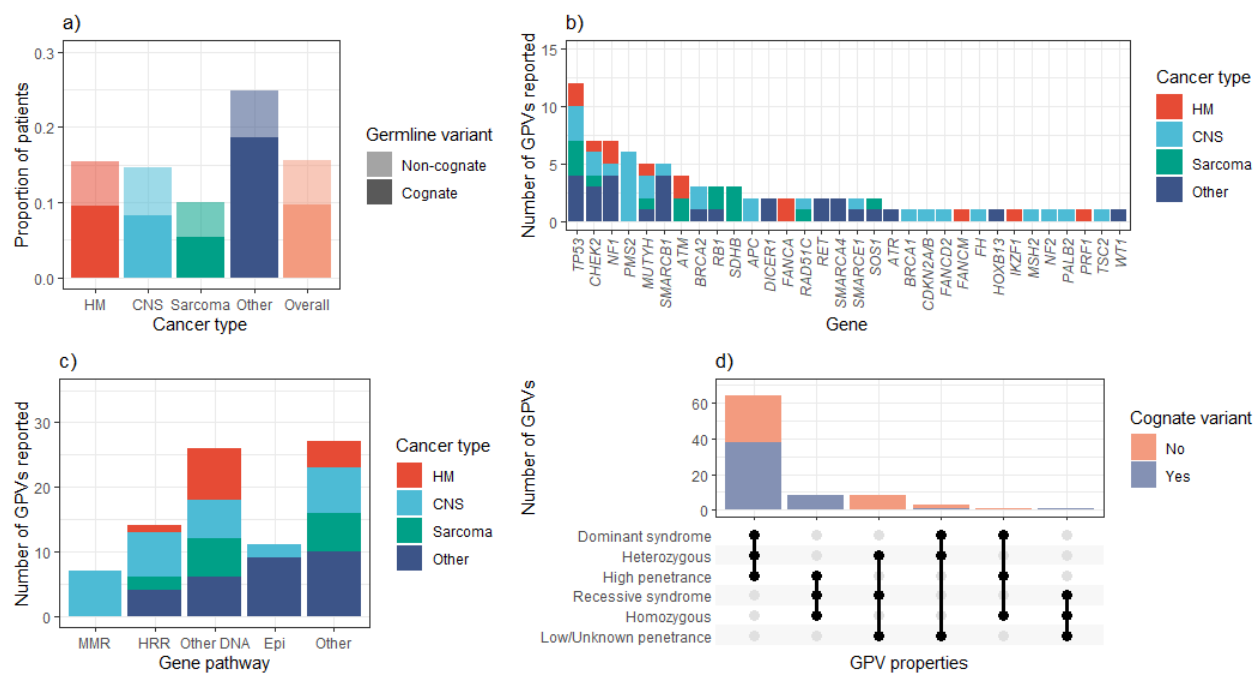 a)
0.3
0.2
0.1
0.0
Proportion of patients
HM
CNS
Sarcoma
Other
Overall
Cancer type
Germline variant
Non-cognate
Cognate
b)
15
10
5
0
Number of GPVs reported
TP53
CHEK2
NF1
PMS2
MUTYH
SMARCB1
ATM
BRCA2
RB1
SDHB
APC
DICER1
FANCA
RAD51C
RET
SMARCA4
SMARCE1
SOS1
ATR
BRCA1
CDKN2A/B
FANCD2
FANCM
FH
HOXB13
IKZF1
MSH2
NF2
PALB2
PRF1
TSC2
WT1
Gene
Cancer type
HM
CNS
Sarcoma
Other
c)
30
20
10
0
Number of GPVs reported
MMR
HRR
Other DNA
Epi
Other
Gene pathway
Cancer type
HM
CNS
Sarcoma
Other
d)
60
40
20
0
Number of GPVs
Cognate variant
No
Yes
Dominant syndrome
Heterozygous
High penetrance
Recessive syndrome
Homozygous
Low/Unknown penetrance
GPV properties